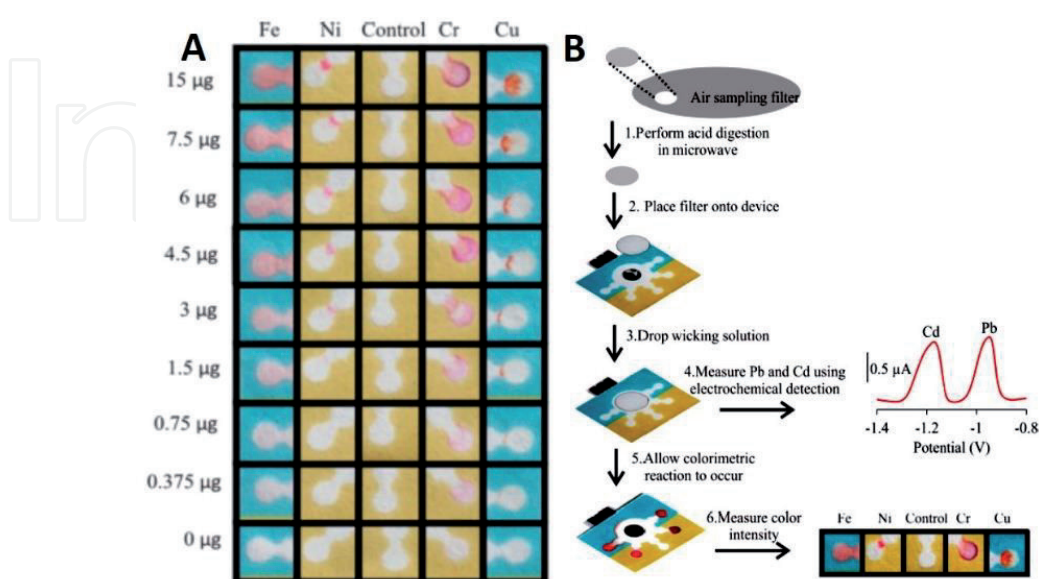 A
Fe Ni Control Cr Cu
15 µg
7.5 µg
6 µg
4.5 µg
3 µg
1.5 µg
0.75 µg
0.375 µg
0 µg
B
Air sampling filter
1.Perform acid digestion
in microwave
2. Place filter onto device
3.Drop wicking solution
4.Measure Pb and Cd using
electrochemical detection
Cd Pb
0.5 µA
-1.4 -1.2 -1 -0.8
Potential (V)
5.Allow colorimetric
reaction to occur
6.Measure color
intensity
Fe Ni Control Cr Cu
In